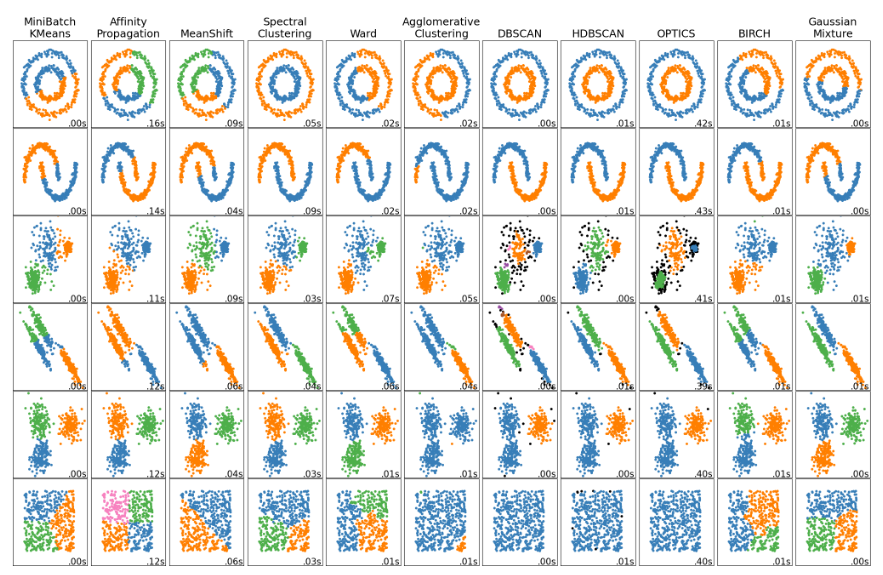 MiniBatch KMeans
Affinity Propagation
MeanShift
Spectral Clustering
Ward
Agglomerative Clustering
DBSCAN
HDBSCAN
OPTICS
BIRCH
Gaussian Mixture
.00s .16s .09s .05s .02s .02s .00s .01s .42s .01s .00s
.00s .14s .04s .09s .02s .02s .00s .01s .43s .01s .00s
.00s .11s .09s .03s .07s .05s .00s .00s .41s .01s .01s
.00s .12s .06s .04s .06s .04s .00s .01s .39s .01s .01s
.00s .12s .04s .03s .01s .01s .00s .00s .40s .01s .00s
.00s .12s .06s .03s .01s .01s .00s .01s .40s .01s .00s